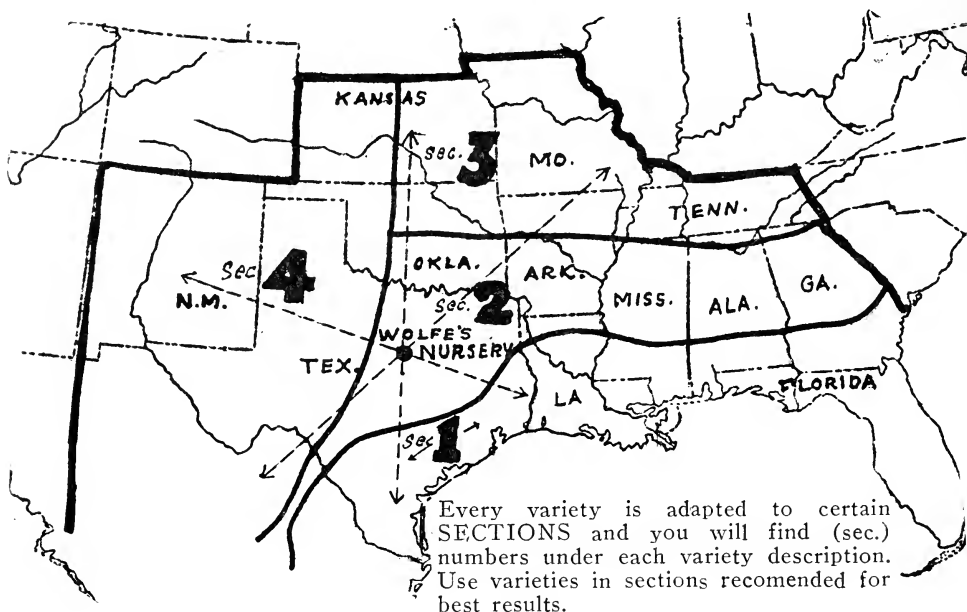 KANSAS
sec. 3
MO.
TENN.
sec 4
OKLA.
ARK.
N.M.
sec. 2
MISS.
ALA.
GA.
WOLFE'S
NURSERY
TEX.
LA
FLORIDA
sec 1
Every variety is adapted to certain
SECTIONS and you will find (sec.)
numbers under each variety description.
Use varieties in sections recomended for
best results.